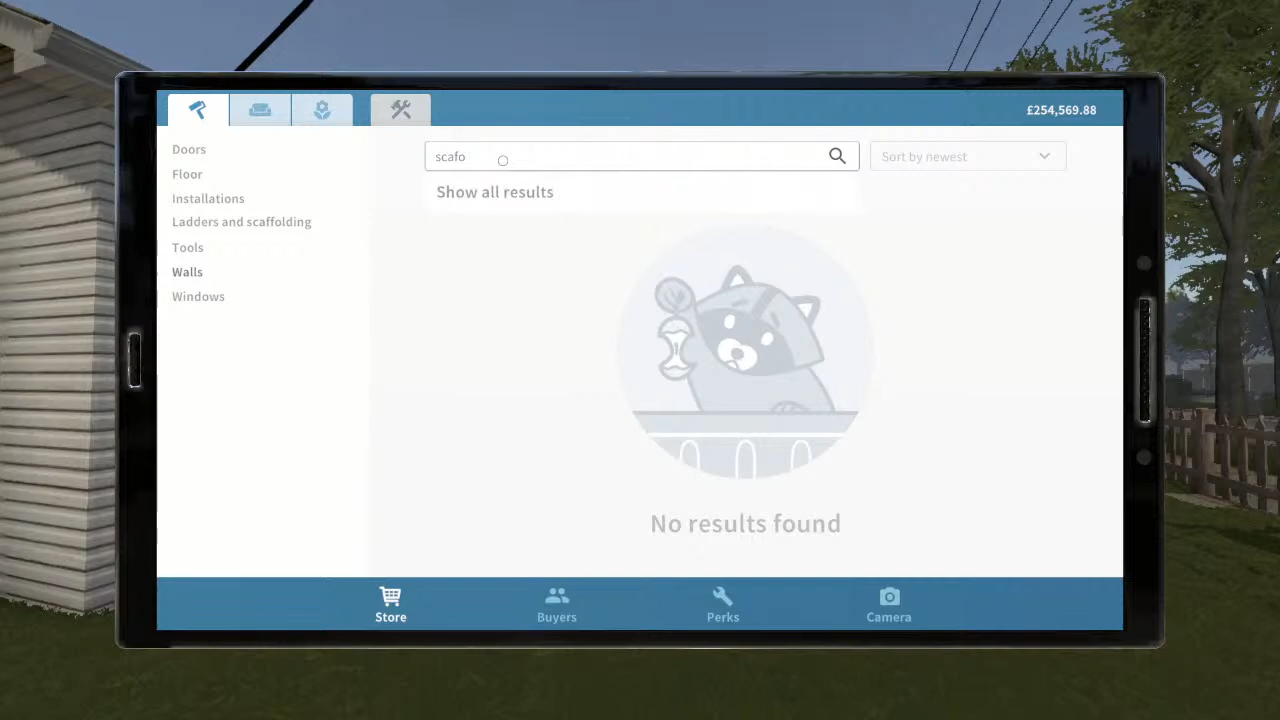 £254,569.88
scafo
Sort by newest
Show all results
Doors
Floor
Installations
Ladders and scaffolding
Tools
Walls
Windows
No results found
Store
Buyers
Perks
Camera